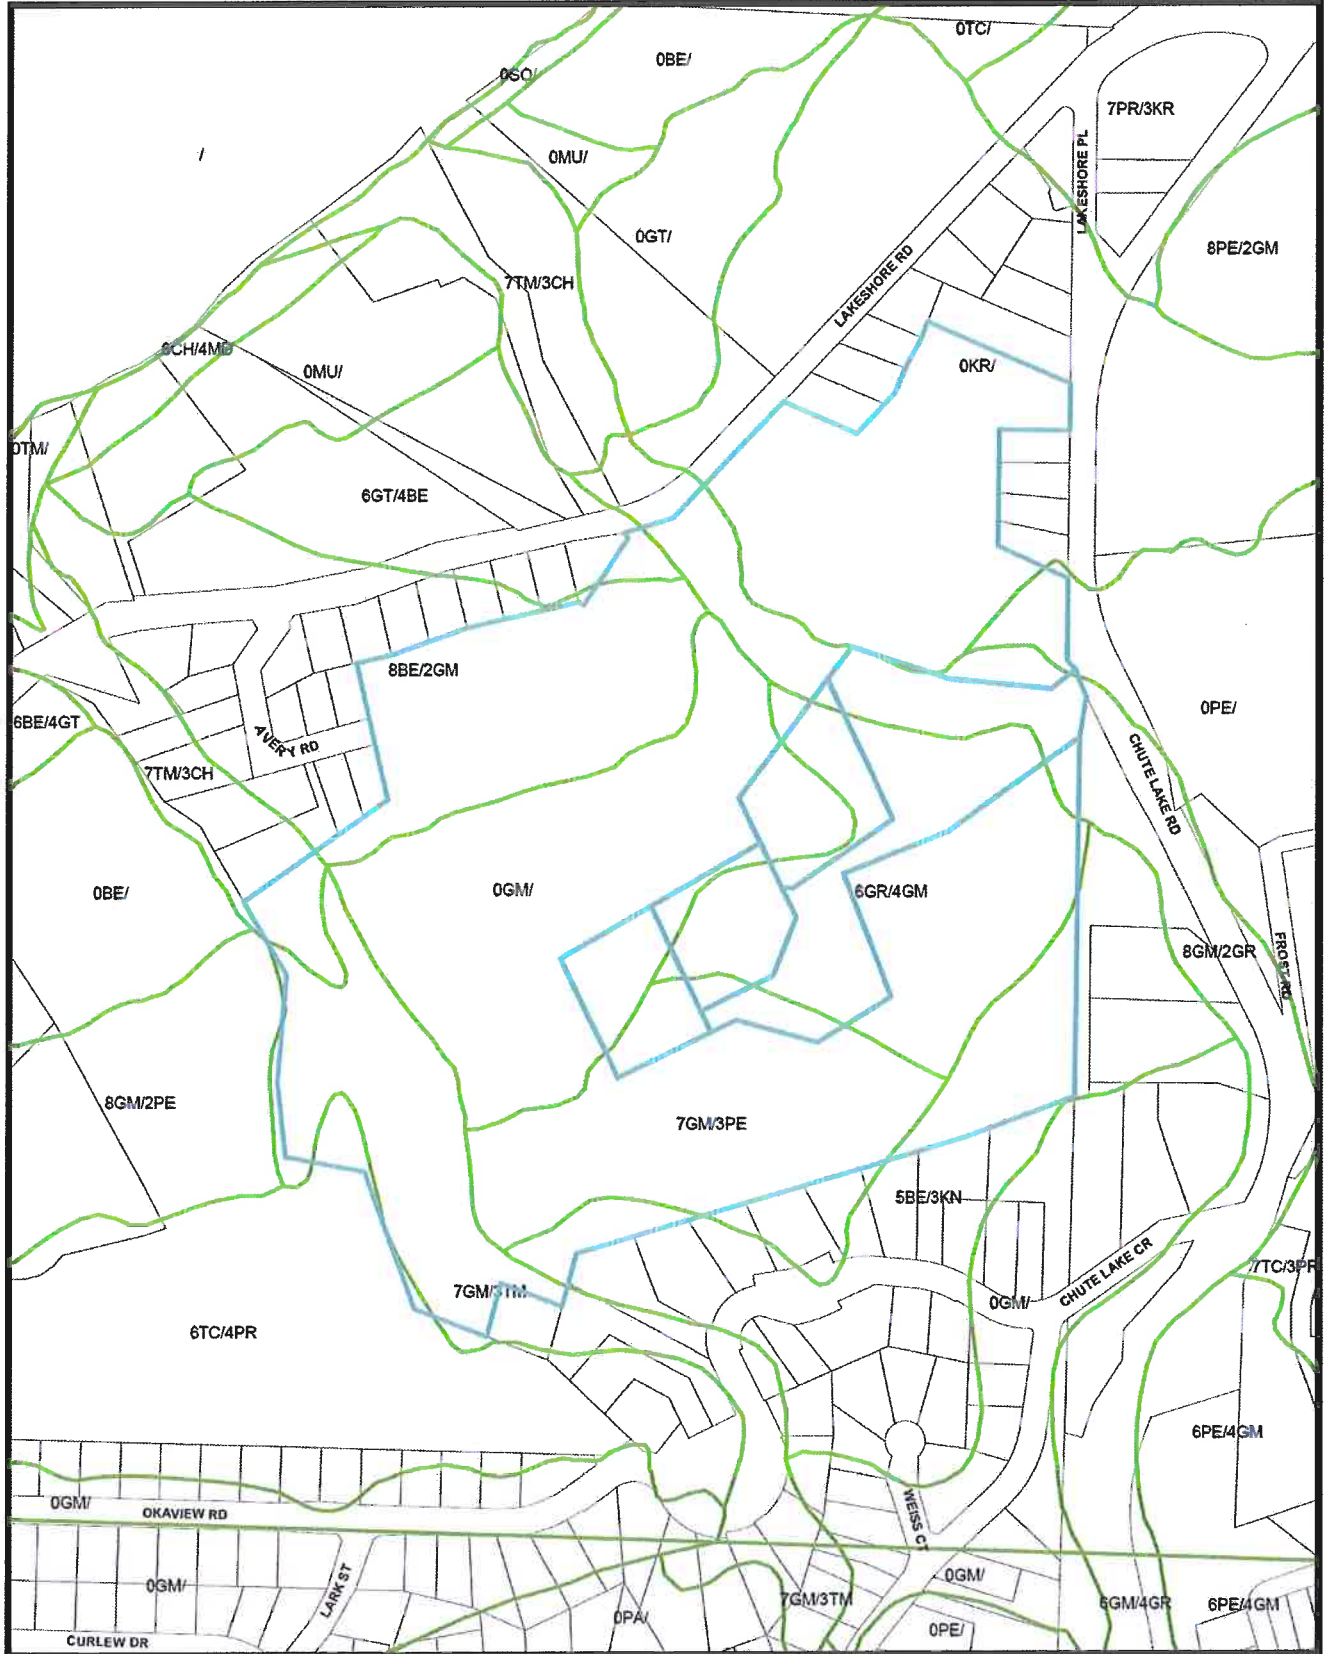 0TC/
0BE/
0SO/
7PR/3KR
/
0MU/
LAKESHORE PL
0GT/
8PE/2GM
7TM/3CH
LAKESHORE RD
6CH/4MD
0KR/
0MU/
0TM/
6GT/4BE
8BE/2GM
0PE/
6BE/4GT
AVERY RD
7TM/3CH
CHUTE LAKE RD
0BE/
0GM/
6GR/4GM
8GM/2GR
FROST RD
8GM/2PE
7GM/3PE
5BE/3KN
7TC/3PR
CHUTE LAKE CR
7GM/3TM
0GM/
6TC/4PR
6PE/4GM
0GM/
OKAVIEW RD
WEISS CT
0GM/
LARK ST
0GM/
7GM/3TM
6GM/4GR
6PE/4GM
0PA/
0PE/
CURLEW DR